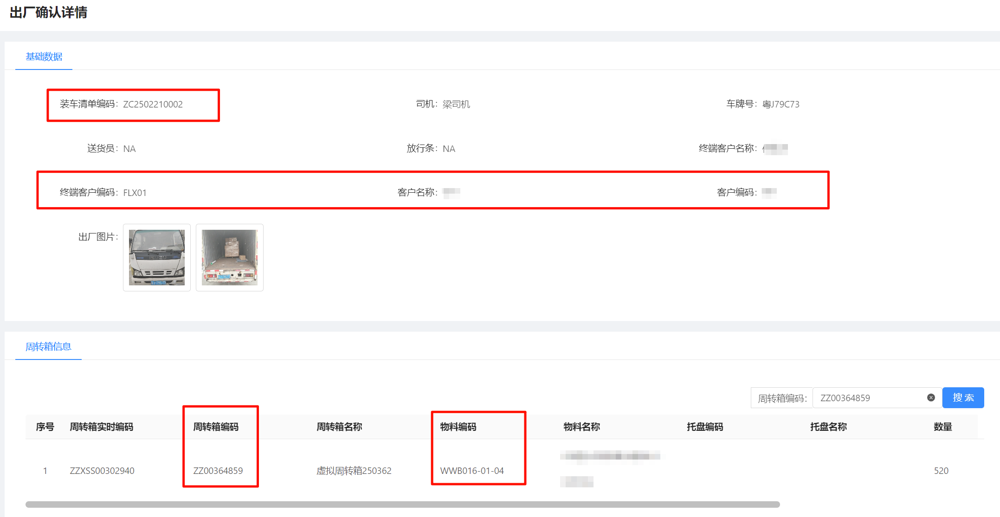 出厂确认详情
基础数据
装车清单编码: ZC2502210002 司机: 梁司机 车牌号: 粤J79C73
送货员: NA 放行条: NA 终端客户名称:
终端客户编码: FLX01 客户名称: 客户编码:
出厂图片:
ISUZU
周转箱信息
周转箱编码: ZZ00364859 搜 索
序号 周转箱实时编码 周转箱编码 周转箱名称 物料编码 物料名称 托盘编码 托盘名称 数量
1 ZZXSS00302940 ZZ00364859 虚拟周转箱250362 WWB016-01-04 520